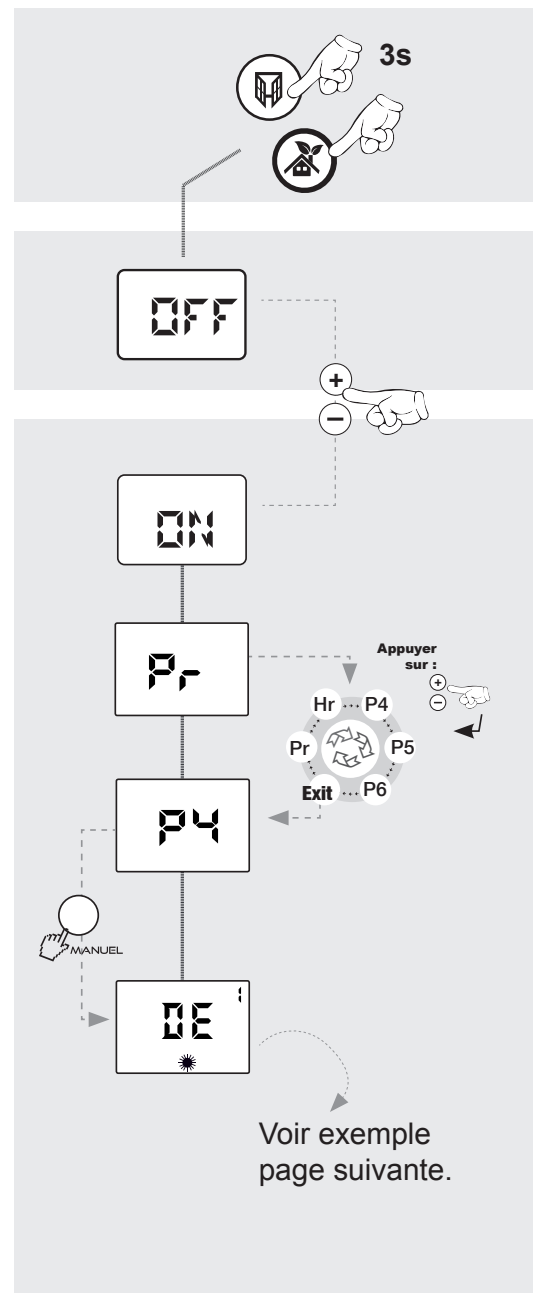 3s
OFF
+
−
ON
Pr
Appuyer
sur :
+
−
Hr
P4
Pr
P5
Exit
P6
P4
MANUEL
DE
1
Voir exemple
page suivante.